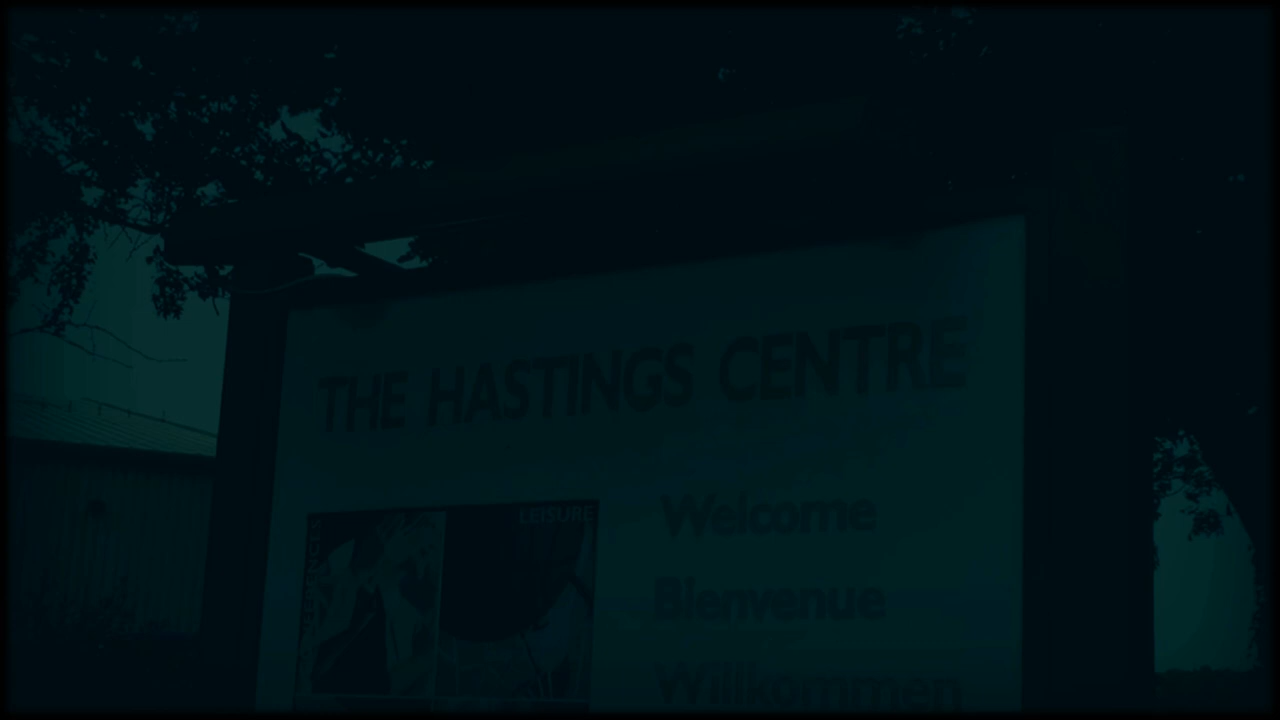 THE HASTINGS CENTRE
LEISURE
Welcome
Bienvenue
Willkommen